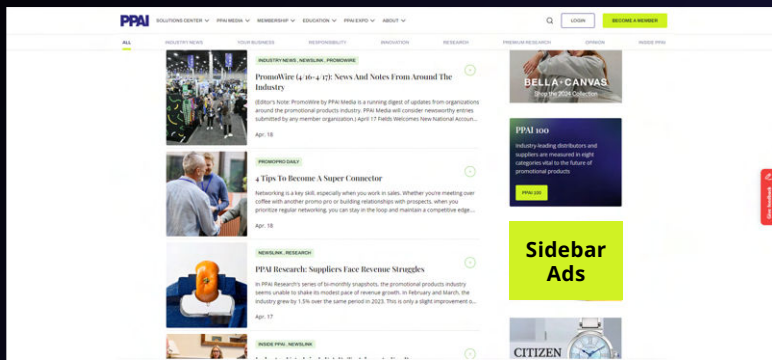 PPAI SOLUTIONS CENTER PPAI MEDIA MEMBERSHIP EDUCATION PPAI EXPO ABOUT LOGIN BECOME A MEMBER
ALL INDUSTRY NEWS YOUR BUSINESS RESPONSIBILITY INNOVATION RESEARCH PREMIUM RESEARCH OPINION INSIDE PPAI
INDUSTRY NEWS, NEWSLINK, PROMOWIRE
PromoWire (4/16-4/17): News And Notes From Around The
Industry
(Editor's Note: PromoWire by PPAI Media is a running digest of updates from organizations
around the promotional products industry. PPAI Media will consider newsworthy entries
submitted by any member organization.) April 17 Fields Welcomes New National Accoun...
Apr. 18
PROMOPRO DAILY
4 Tips To Become A Super Connector
Networking is a key skill, especially when you work in sales. Whether you're meeting over
coffee with another promo pro or building relationships with prospects, when you
prioritize regular networking, you can stay in the loop and maintain a competitive edge...
Apr. 18
NEWSLINK, RESEARCH
PPAI Research: Suppliers Face Revenue Struggles
In PPAI Research's series of bi-monthly snapshots, the promotional products industry
seems unable to shake its modest pace of revenue growth. In February and March, the
industry grew by 1.5% over the same period in 2023. This is only a slight improvement o...
Apr. 17
INSIDE PPAI, NEWSLINK
BELLA+CANVAS
Shop the 2024 Collection
PPAI 100
Industry-leading distributors and
suppliers are measured in eight
categories vital to the future of
promotional products
PPAI 100
Sidebar
Ads
CITIZEN
Give Feedback